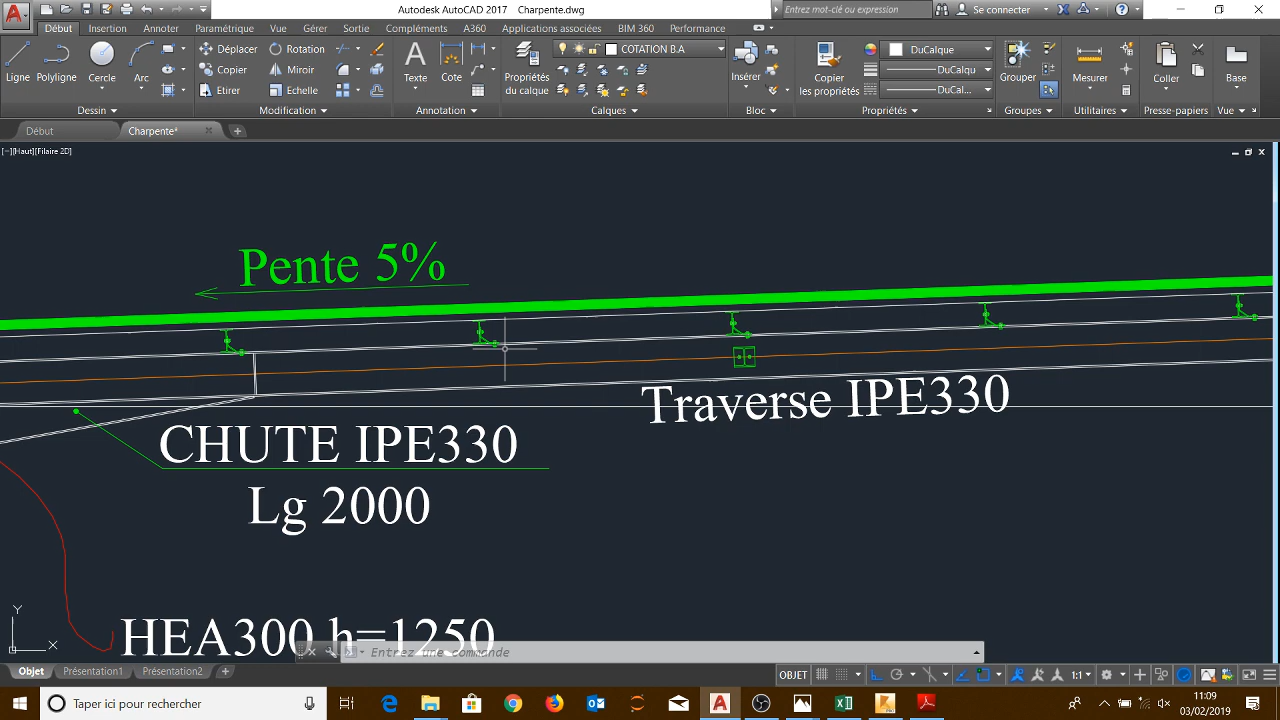 Autodesk AutoCAD 2017 Charpente.dwg
Entrez mot-clé ou expression
Se connecter
Début Insertion Annoter Paramétrique Vue Gérer Sortie Compléments A360 Applications associées BIM 360 Performance
Ligne Polyligne Cercle Arc
Déplacer Rotation
Copier Miroir
Etirer Echelle
Texte Cote
Propriétés du calque
COTATION B.A
Insérer
Copier les propriétés
DuCalque
DuCalqu
DuCal...
Grouper
Mesurer
Coller
Base
Dessin Modification Annotation Calques Bloc Propriétés Groupes Utilitaires Presse-papiers Vue
Début Charpente*
[−][Haut][Filaire 2D]
Pente 5%
Traverse IPE330
CHUTE IPE330
Lg 2000
HEA300 h=1250
Y
X
Entrez une commande
Objet Présentation1 Présentation2
OBJET
1:1
Taper ici pour rechercher
11:09
03/02/2019